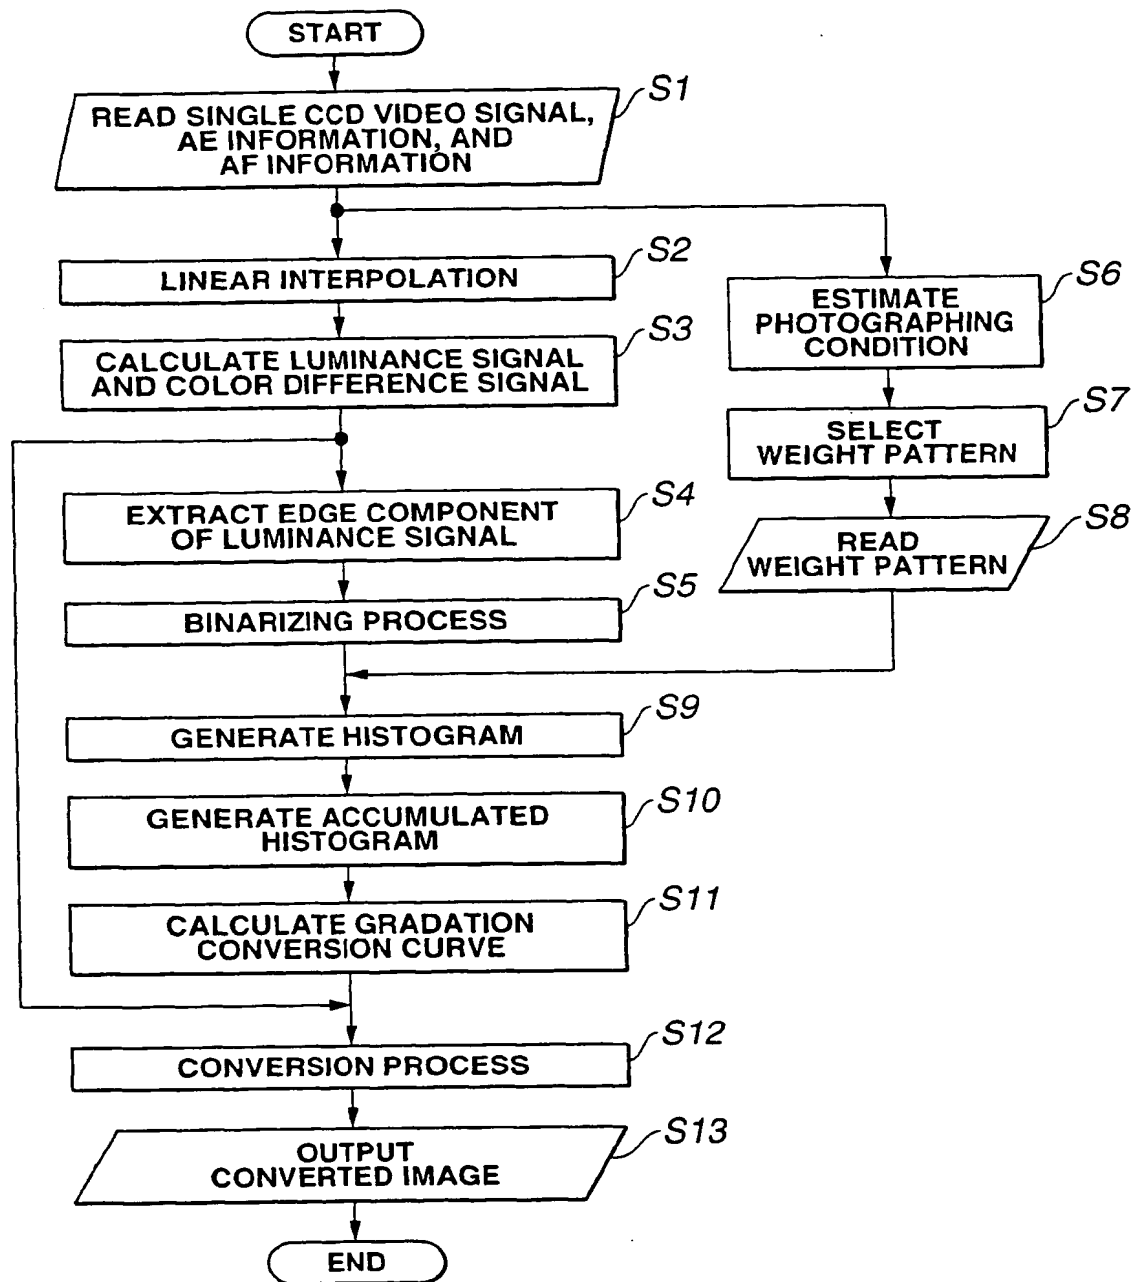 START
S1
READ SINGLE CCD VIDEO SIGNAL,
AE INFORMATION, AND
AF INFORMATION
S2
LINEAR INTERPOLATION
S3
CALCULATE LUMINANCE SIGNAL
AND COLOR DIFFERENCE SIGNAL
S6
ESTIMATE
PHOTOGRAPHING
CONDITION
S7
SELECT
WEIGHT PATTERN
S4
EXTRACT EDGE COMPONENT
OF LUMINANCE SIGNAL
S8
READ
WEIGHT PATTERN
S5
BINARIZING PROCESS
S9
GENERATE HISTOGRAM
S10
GENERATE ACCUMULATED
HISTOGRAM
S11
CALCULATE GRADATION
CONVERSION CURVE
S12
CONVERSION PROCESS
S13
OUTPUT
CONVERTED IMAGE
END